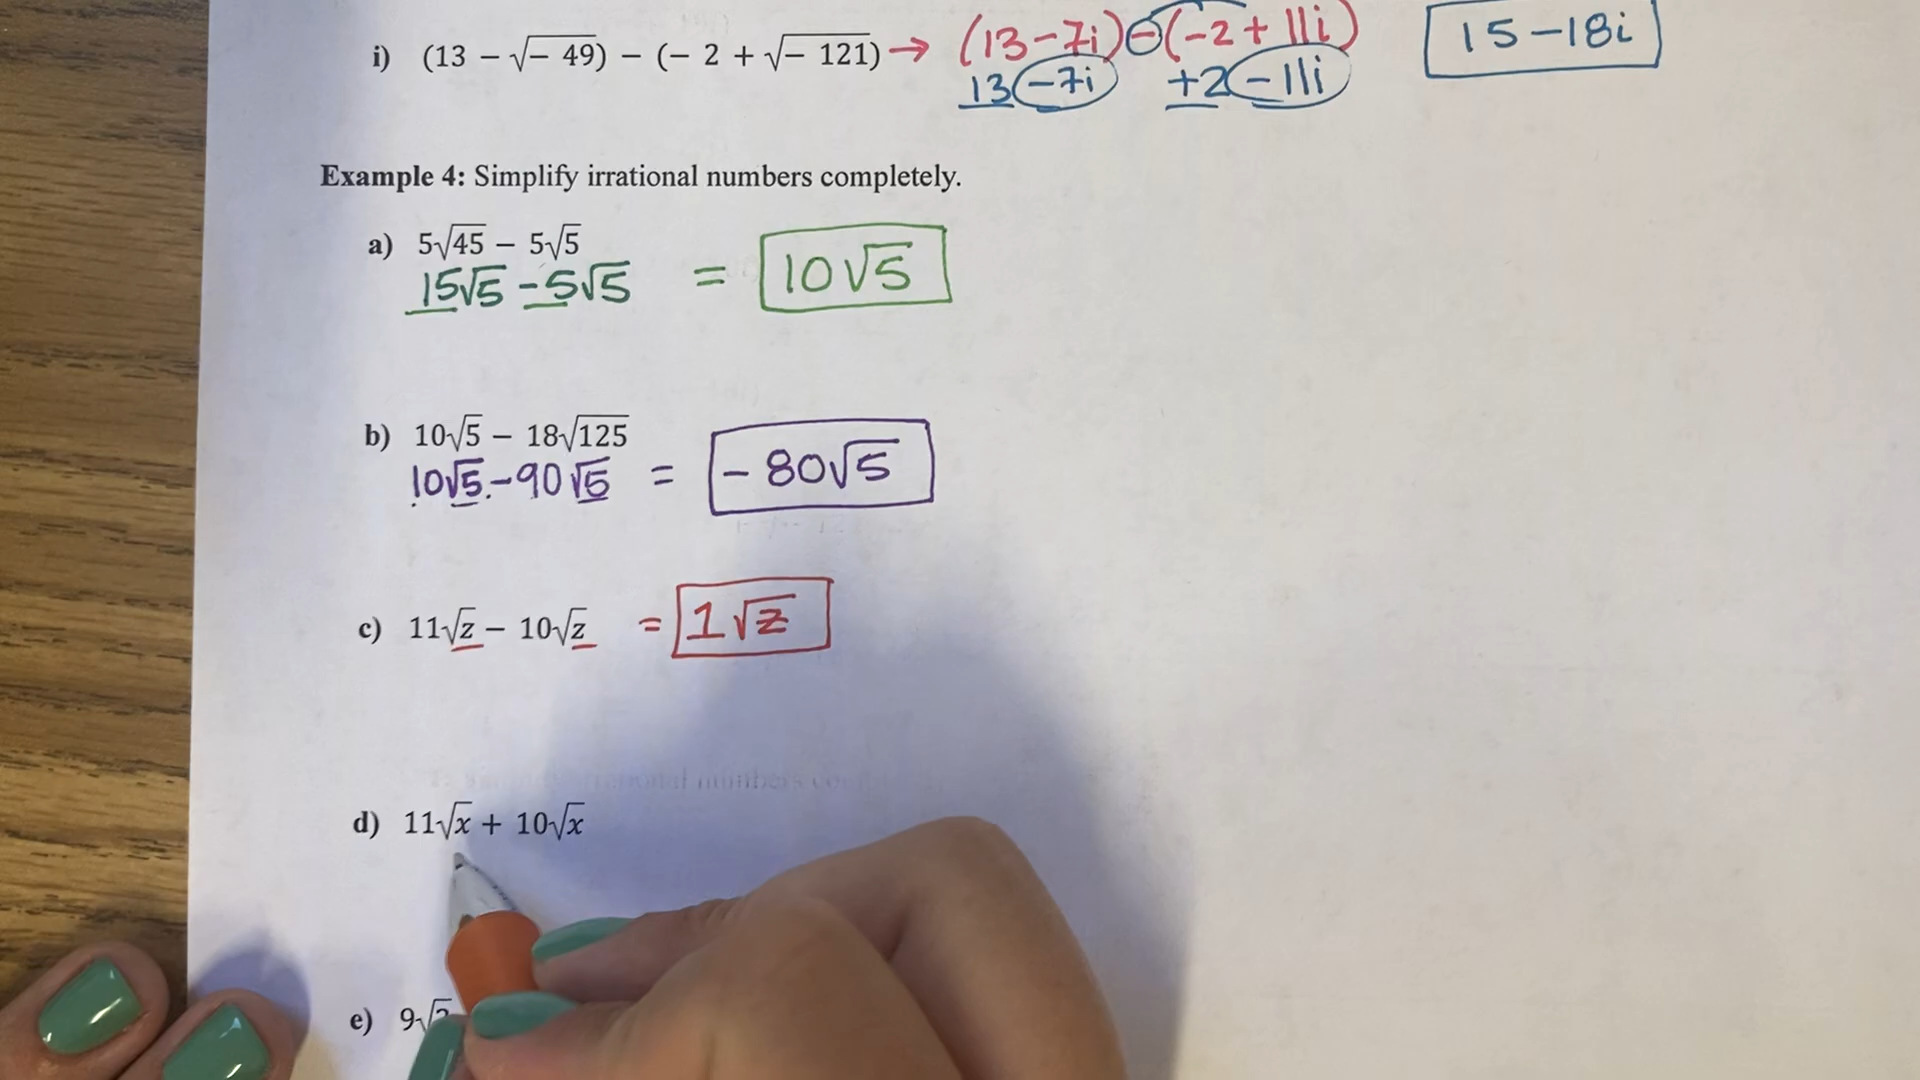 i) (13 − √− 49) − (− 2 + √− 121) → (13−7i)−(−2+11i) 15−18i
13 −7i +2 −11i
Example 4: Simplify irrational numbers completely.
a) 5√45 − 5√5
15√5 −5√5 = 10√5
b) 10√5 − 18√125
10√5 −90√5 = −80√5
c) 11√z − 10√z = 1√z
d) 11√x + 10√x
e) 9√